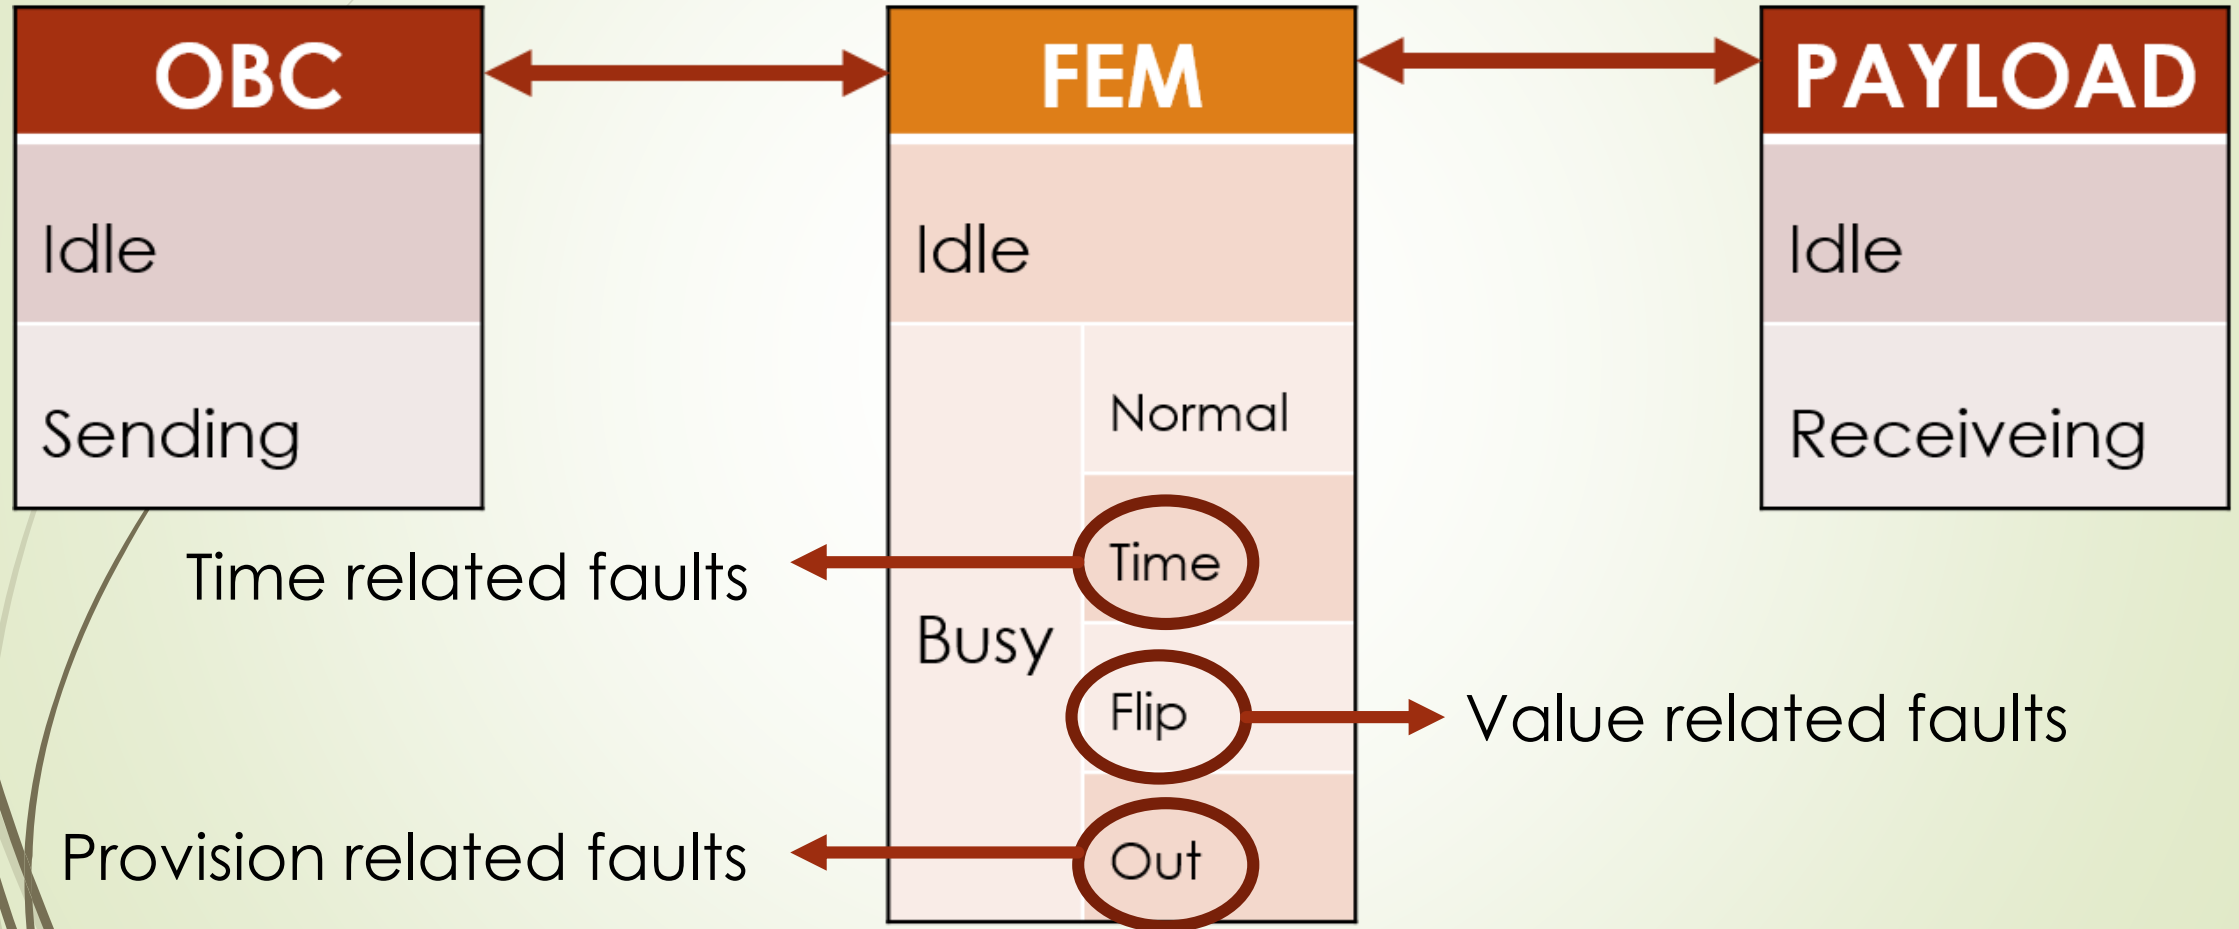 OBC
Idle
Sending
FEM
Idle
Busy
Normal
Time
Flip
Out
PAYLOAD
Idle
Receiveing
Time related faults
Value related faults
Provision related faults